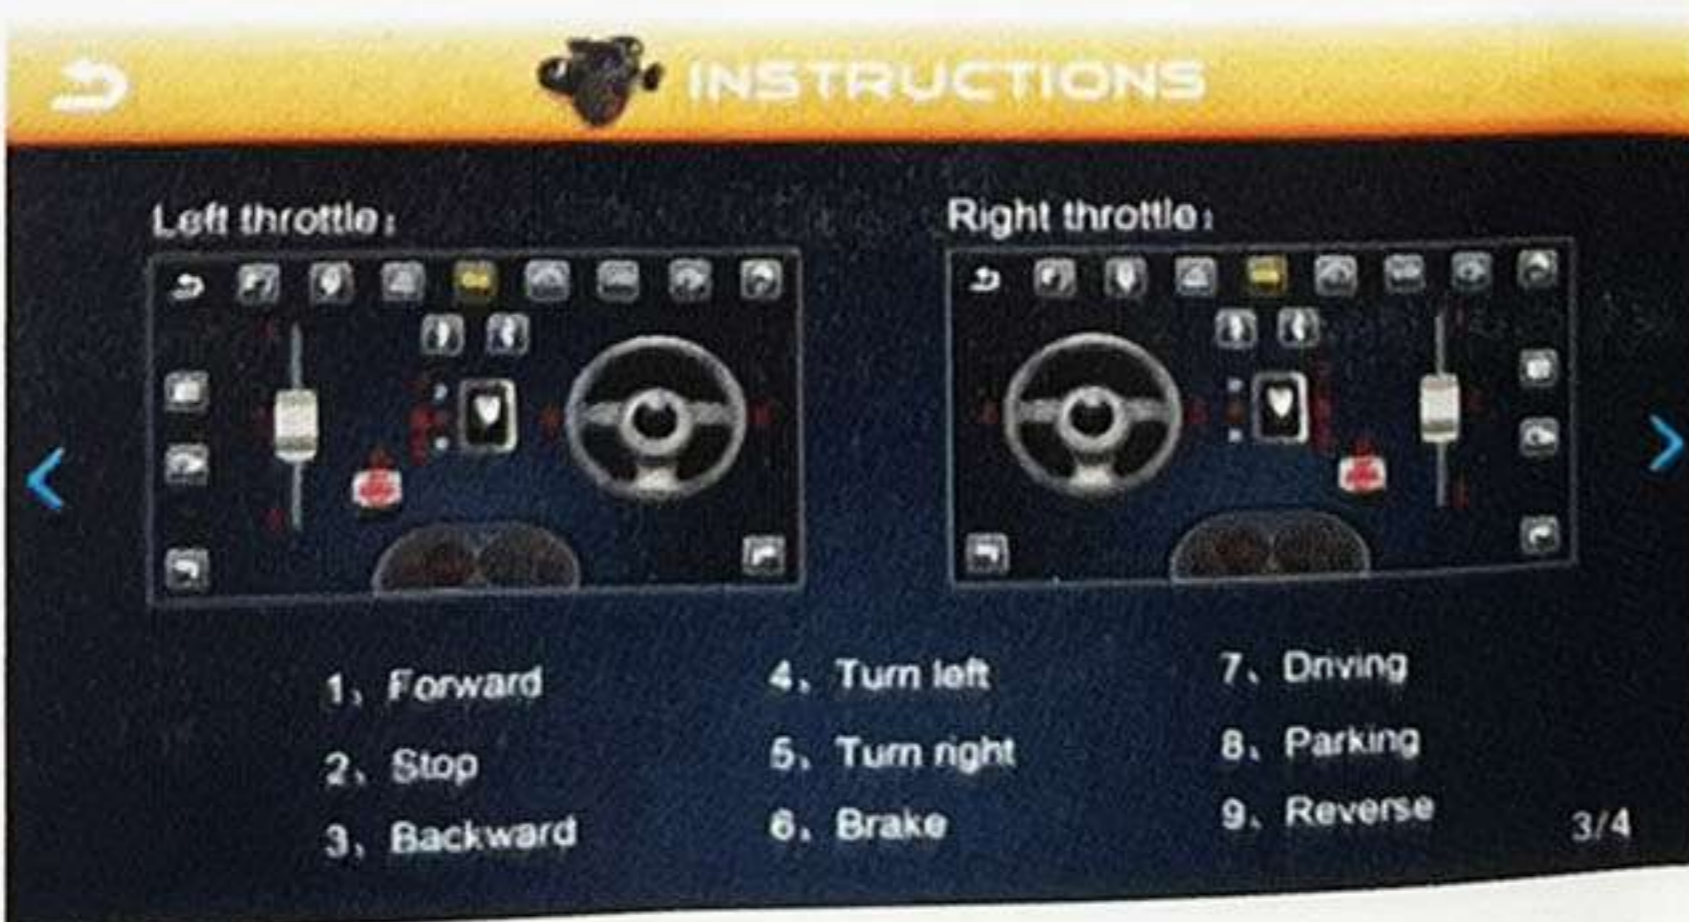 INSTRUCTIONS
Left throttle:
Right throttle:
1、Forward
2、Stop
3、Backward
4、Turn left
5、Turn right
6、Brake
7、Driving
8、Parking
9、Reverse
3/4